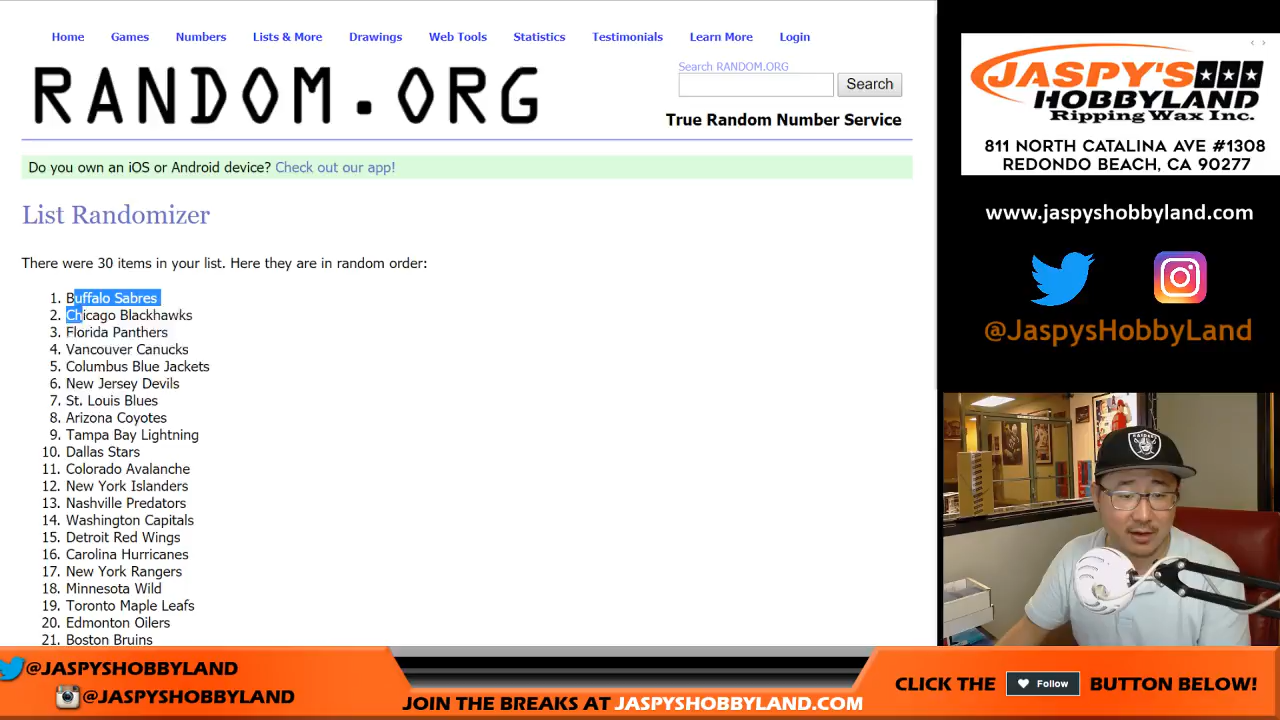 Home Games Numbers Lists & More Drawings Web Tools Statistics Testimonials Learn More Login
RANDOM.ORG
Search RANDOM.ORG
Search
True Random Number Service
Do you own an iOS or Android device? Check out our app!
List Randomizer
There were 30 items in your list. Here they are in random order:
1. Buffalo Sabres
2. Chicago Blackhawks
3. Florida Panthers
4. Vancouver Canucks
5. Columbus Blue Jackets
6. New Jersey Devils
7. St. Louis Blues
8. Arizona Coyotes
9. Tampa Bay Lightning
10. Dallas Stars
11. Colorado Avalanche
12. New York Islanders
13. Nashville Predators
14. Washington Capitals
15. Detroit Red Wings
16. Carolina Hurricanes
17. New York Rangers
18. Minnesota Wild
19. Toronto Maple Leafs
20. Edmonton Oilers
21. Boston Bruins
JASPY'S
HOBBYLAND
Ripping Wax Inc.
811 NORTH CATALINA AVE #1308
REDONDO BEACH, CA 90277
www.jaspyshobbyland.com
@JaspysHobbyLand
@JASPYSHOBBYLAND
@JASPYSHOBBYLAND
JOIN THE BREAKS AT JASPYSHOBBYLAND.COM
CLICK THE Follow BUTTON BELOW!